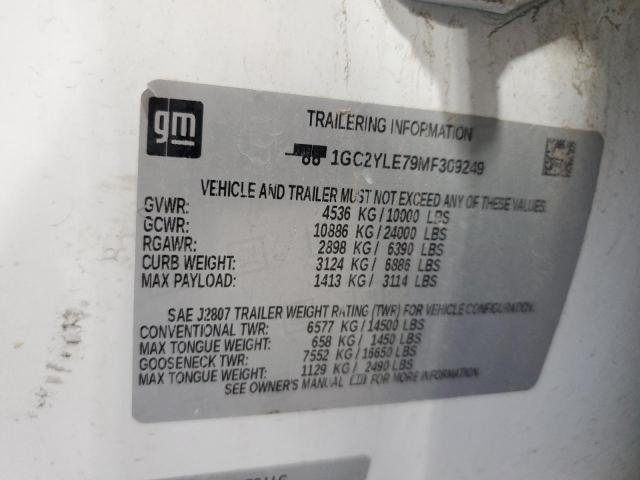 gm
TRAILERING INFORMATION
1GC2YLE79MF309249
VEHICLE AND TRAILER MUST NOT EXCEED ANY OF THESE VALUES:
GVWR: 4536 KG / 10000 LBS
GCWR: 10886 KG / 24000 LBS
RGAWR: 2898 KG / 6390 LBS
CURB WEIGHT: 3124 KG / 6886 LBS
MAX PAYLOAD: 1413 KG / 3114 LBS
SAE J2807 TRAILER WEIGHT RATING (TWR) FOR VEHICLE CONFIGURATION:
CONVENTIONAL TWR: 6577 KG / 14500 LBS
MAX TONGUE WEIGHT: 658 KG / 1450 LBS
GOOSENECK TWR: 7552 KG / 16650 LBS
MAX TONGUE WEIGHT: 1129 KG / 2490 LBS
SEE OWNER'S MANUAL FOR MORE INFORMATION